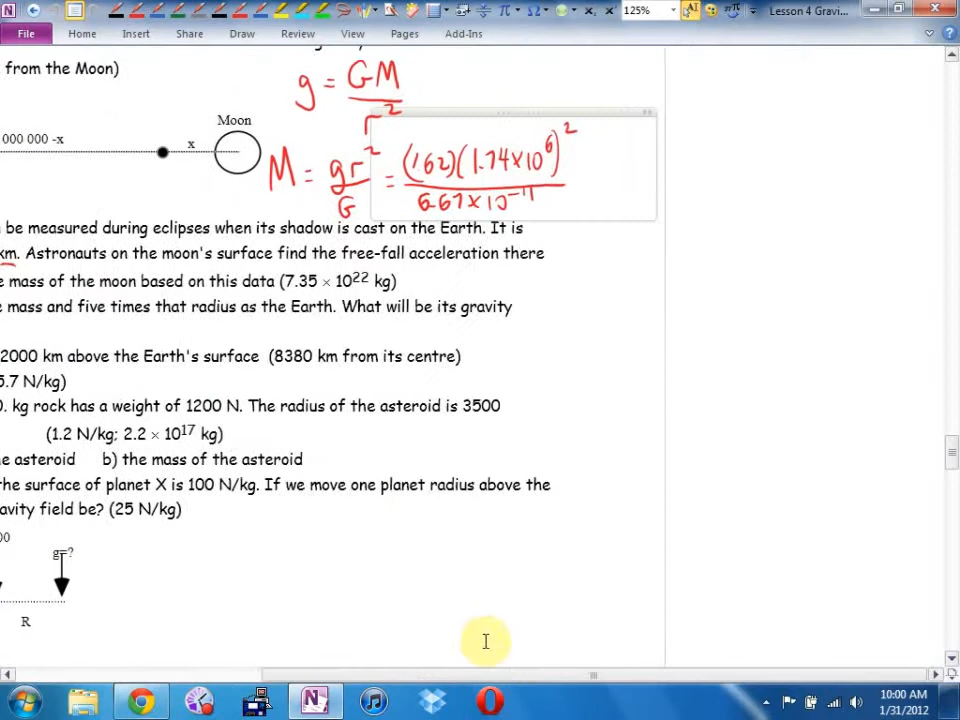 125%
Lesson 4 Gravi...
File Home Insert Share Draw Review View Pages Add-Ins
from the Moon)
g = GM
r²
Moon
000 000 -x
x
M = gr² = (1.62)(1.74×10⁶)²
G 6.67×10⁻¹¹
be measured during eclipses when its shadow is cast on the Earth. It is
km. Astronauts on the moon's surface find the free-fall acceleration there
e mass of the moon based on this data (7.35 × 10²² kg)
e mass and five times that radius as the Earth. What will be its gravity
2000 km above the Earth's surface (8380 km from its centre)
5.7 N/kg)
0. kg rock has a weight of 1200 N. The radius of the asteroid is 3500
(1.2 N/kg; 2.2 × 10¹⁷ kg)
he asteroid b) the mass of the asteroid
the surface of planet X is 100 N/kg. If we move one planet radius above the
avity field be? (25 N/kg)
00
g=?
R
10:00 AM
1/31/2012